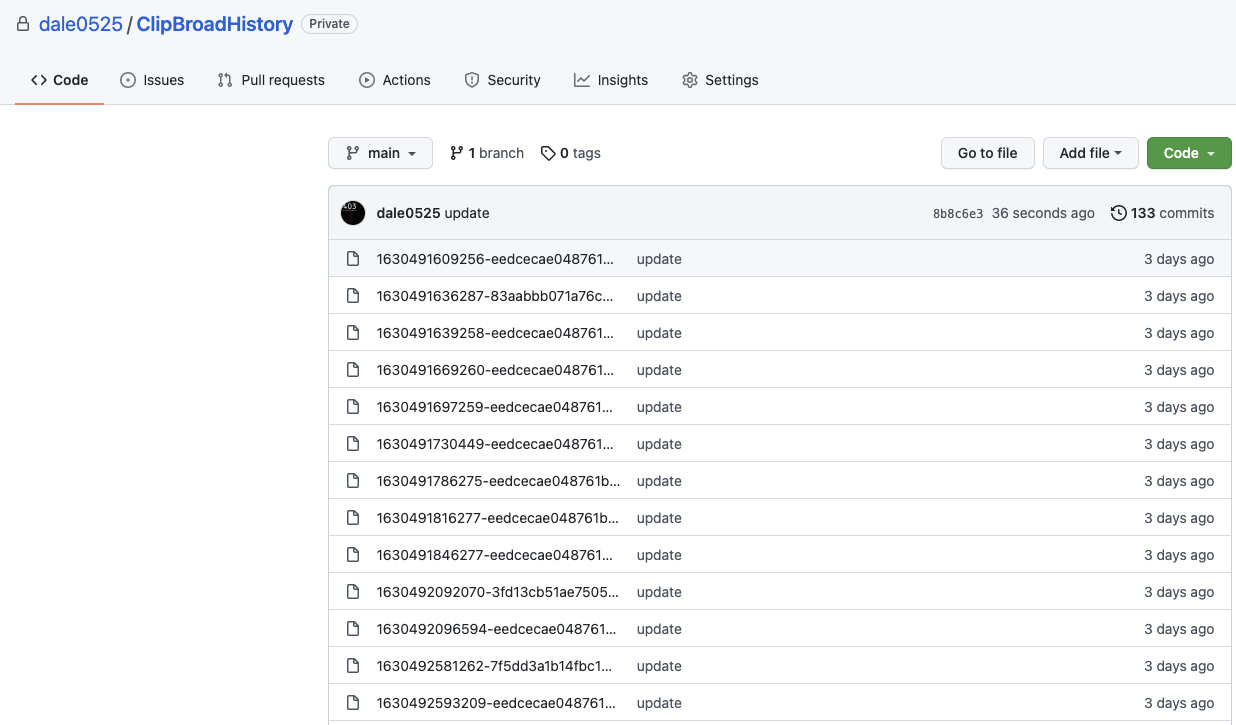 dale0525 / ClipBroadHistory Private
Code Issues Pull requests Actions Security Insights Settings
main 1 branch 0 tags Go to file Add file Code
403 dale0525 update 8b8c6e3 36 seconds ago 133 commits
1630491609256-eedcecae048761... update 3 days ago
1630491636287-83aabbb071a76c... update 3 days ago
1630491639258-eedcecae048761... update 3 days ago
1630491669260-eedcecae048761... update 3 days ago
1630491697259-eedcecae048761... update 3 days ago
1630491730449-eedcecae048761... update 3 days ago
1630491786275-eedcecae048761b... update 3 days ago
1630491816277-eedcecae048761b... update 3 days ago
1630491846277-eedcecae048761... update 3 days ago
1630492092070-3fd13cb51ae7505... update 3 days ago
1630492096594-eedcecae048761... update 3 days ago
1630492581262-7f5dd3a1b14fbc1... update 3 days ago
1630492593209-eedcecae048761... update 3 days ago